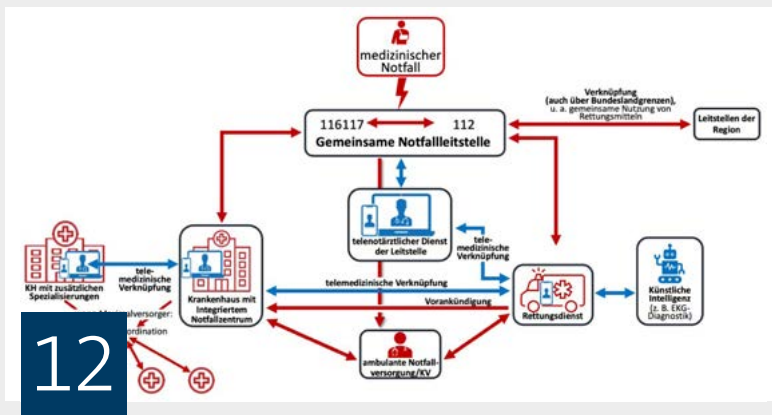 medizinischer
Notfall
Verknüpfung
(auch über Bundeslandgrenzen),
u. a. gemeinsame Nutzung von
Rettungsmitteln
116117
112
Gemeinsame Notfallleitstelle
Leitstellen der
Region
telenotärztlicher Dienst
der Leitstelle
tele-
medizinische
Verknüpfung
KH mit zusätzlichen
Spezialisierungen
tele-
medizinische
Verknüpfung
Krankenhaus mit
Integriertem
Notfallzentrum
telemedizinische Verknüpfung
Vorankündigung
Rettungsdienst
Künstliche
Intelligenz
(z. B. EKG-
Diagnostik)
ambulante Notfall-
versorgung/KV
12